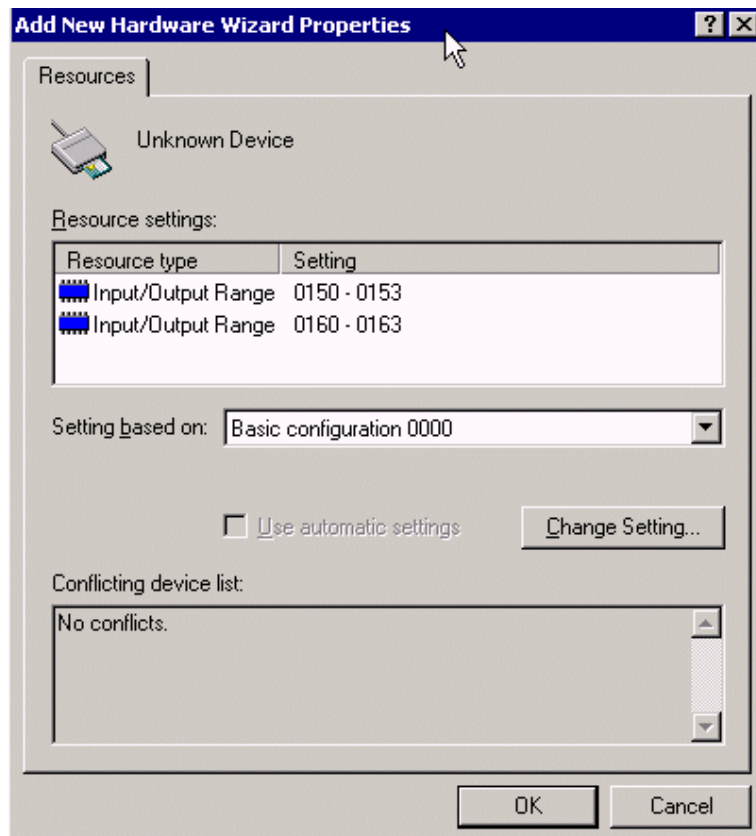 Add New Hardware Wizard Properties
Resources
Unknown Device
Resource settings:
Resource type Setting
Input/Output Range 0150 - 0153
Input/Output Range 0160 - 0163
Setting based on: Basic configuration 0000
Use automatic settings Change Setting...
Conflicting device list:
No conflicts.
OK Cancel